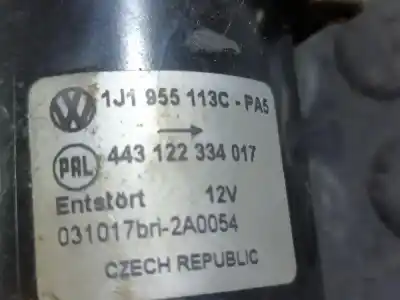 1J1 955 113C-PA5
PAL 443 122 334 017
Entstört 12V
031017bri-2A0054
CZECH REPUBLIC